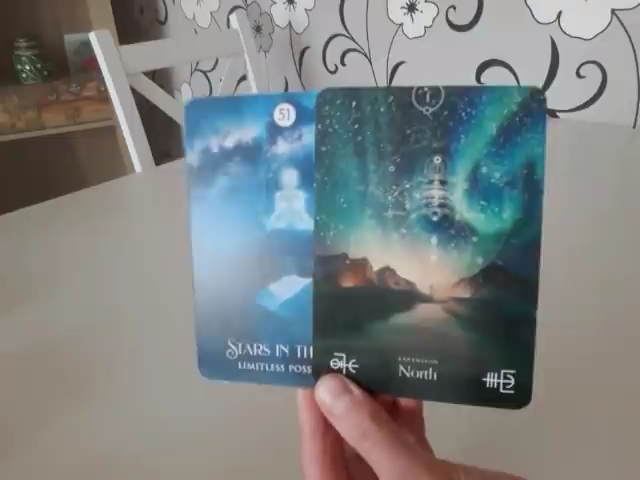 51
STARS IN TH
LIMITLESS POSS
EXPANSION
North